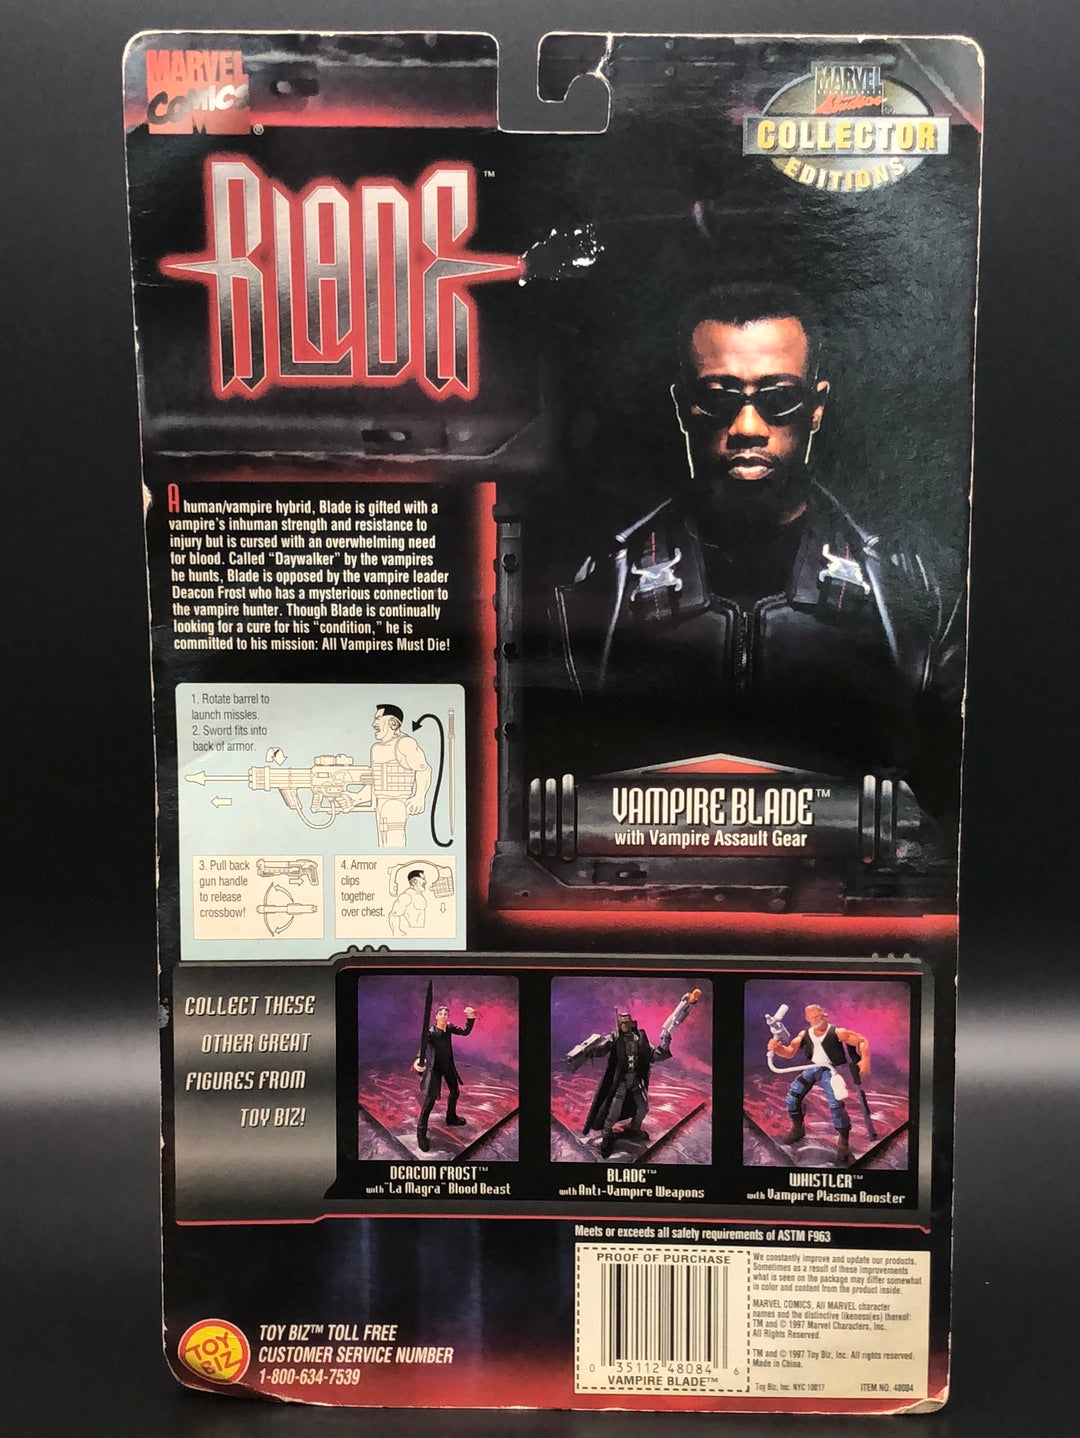 MARVEL
COMICS
®
MARVEL
Studios
COLLECTOR
EDITIONS
BLADE™
A human/vampire hybrid, Blade is gifted with a
vampire's inhuman strength and resistance to
injury but is cursed with an overwhelming need
for blood. Called "Daywalker" by the vampires
he hunts, Blade is opposed by the vampire leader
Deacon Frost who has a mysterious connection to
the vampire hunter. Though Blade is continually
looking for a cure for his "condition," he is
committed to his mission: All Vampires Must Die!
1. Rotate barrel to
launch missles.
2. Sword fits into
back of armor.
3. Pull back
gun handle
to release
crossbow!
4. Armor
clips
together
over chest.
VAMPIRE BLADE™
with Vampire Assault Gear
COLLECT THESE
OTHER GREAT
FIGURES FROM
TOY BIZ!
DEACON FROST™
with "La Magra" Blood Beast
BLADE™
with Anti-Vampire Weapons
WHISTLER™
with Vampire Plasma Booster
Meets or exceeds all safety requirements of ASTM F963
PROOF OF PURCHASE
0 35112 48084 6
VAMPIRE BLADE™
We constantly improve and update our products.
Sometimes as a result of these improvements
what is seen on the package may differ somewhat
in color and content from the product inside.
MARVEL COMICS, All MARVEL character
names and the distinctive likeness(es) thereof:
TM and © 1997 Marvel Characters, Inc.
All Rights Reserved.
TM and © 1997 Toy Biz, Inc. All rights reserved.
Made in China.
Toy Biz, Inc. NYC 10017 ITEM NO. 48084
TOY
BIZ
TOY BIZ™ TOLL FREE
CUSTOMER SERVICE NUMBER
1-800-634-7539